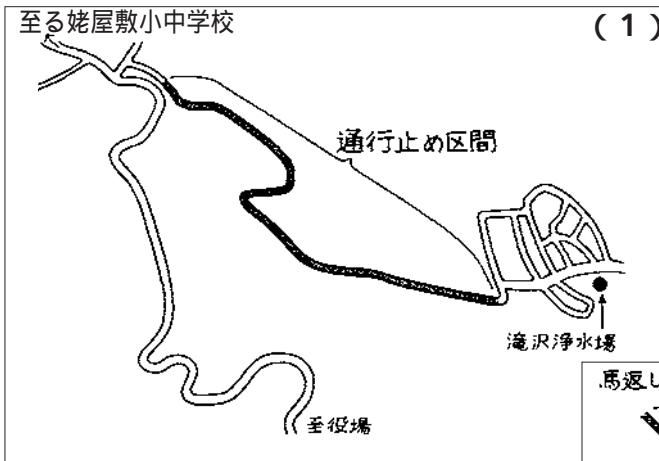 至る姥屋敷小中学校
(1)
通行止め区間
滝沢浄水場
馬返し
至役場